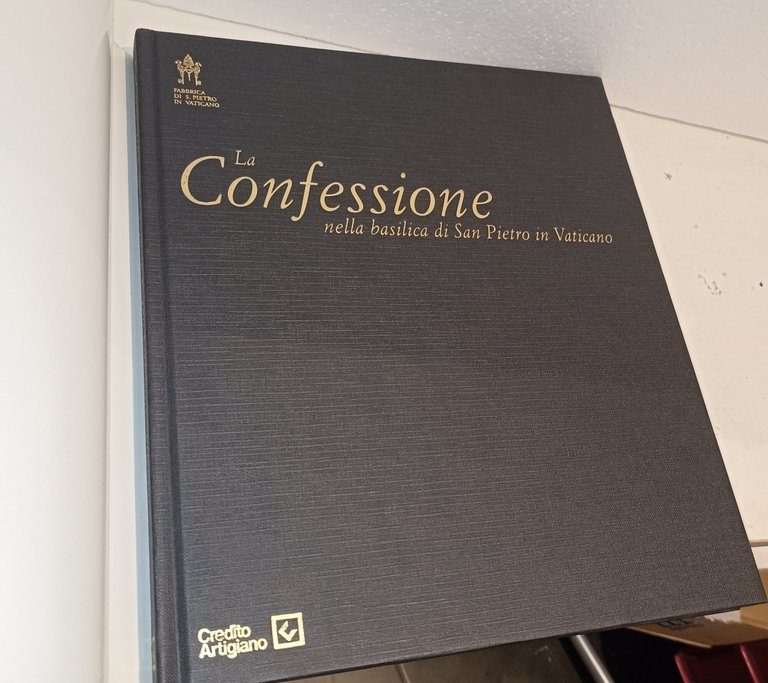 FABBRICA
DI S. PIETRO
IN VATICANO
La
Confessione
nella basilica di San Pietro in Vaticano
Credito
Artigiano